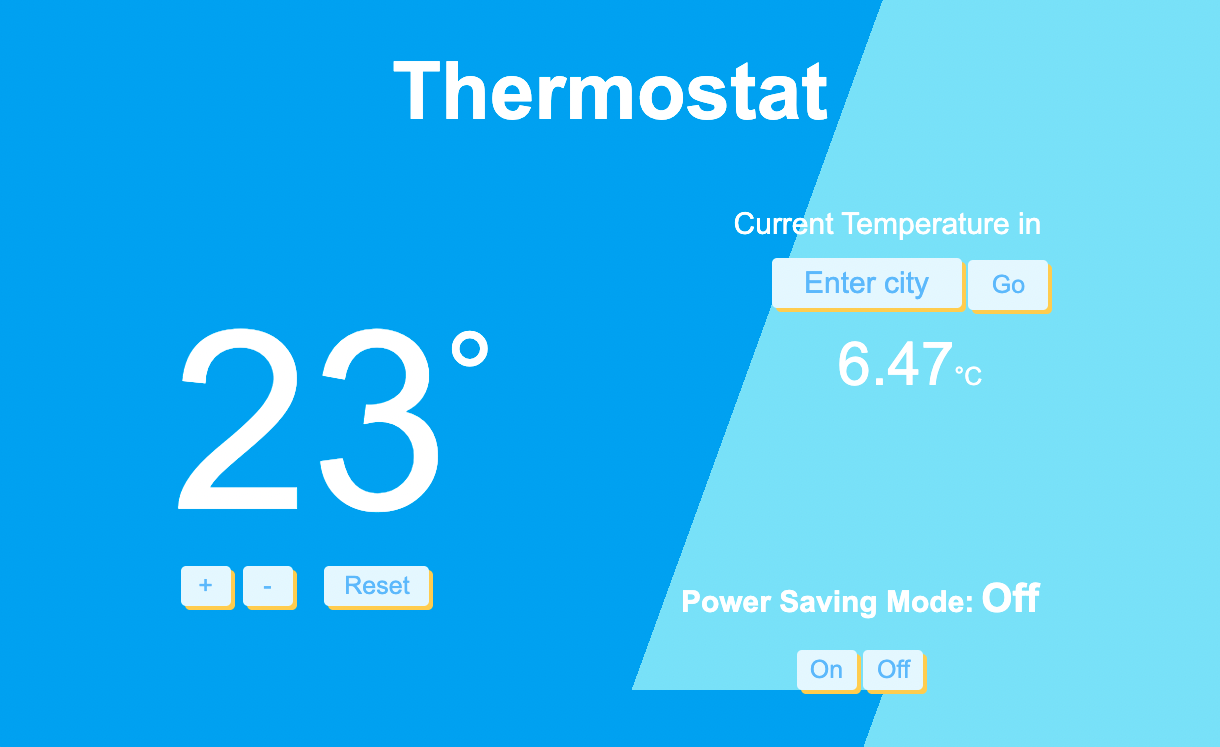 Thermostat
Current Temperature in
Enter city Go
6.47°C
23°
+ - Reset
Power Saving Mode: Off
On Off